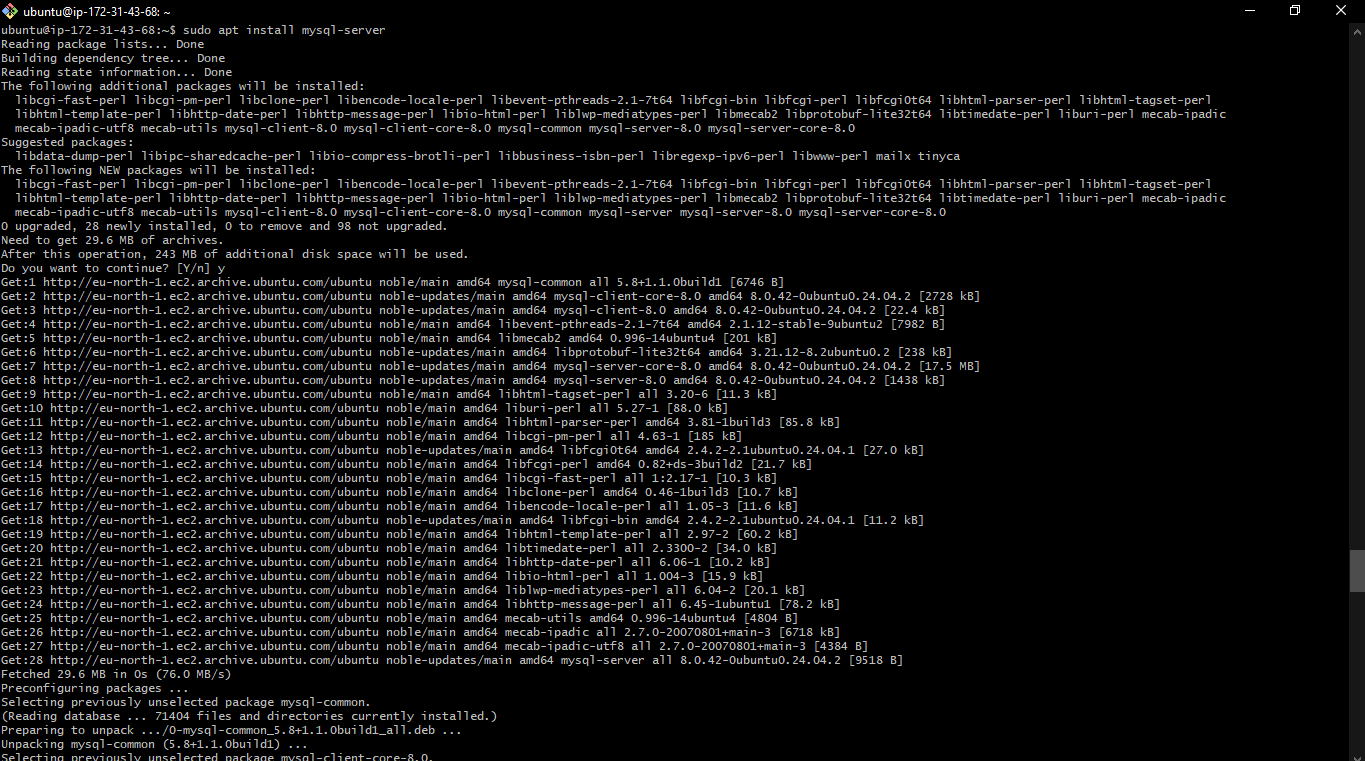 ubuntu@ip-172-31-43-68: ~
ubuntu@ip-172-31-43-68:~$ sudo apt install mysql-server
Reading package lists... Done
Building dependency tree... Done
Reading state information... Done
The following additional packages will be installed:
  libcgi-fast-perl libcgi-pm-perl libclone-perl libencode-locale-perl libevent-pthreads-2.1-7t64 libfcgi-bin libfcgi-perl libfcgi0t64 libhtml-parser-perl libhtml-tagset-perl
  libhtml-template-perl libhttp-date-perl libhttp-message-perl libio-html-perl liblwp-mediatypes-perl libmecab2 libprotobuf-lite32t64 libtimedate-perl liburi-perl mecab-ipadic
  mecab-ipadic-utf8 mecab-utils mysql-client-8.0 mysql-client-core-8.0 mysql-common mysql-server-8.0 mysql-server-core-8.0
Suggested packages:
  libdata-dump-perl libipc-sharedcache-perl libio-compress-brotli-perl libbusiness-isbn-perl libregexp-ipv6-perl libwww-perl mailx tinyca
The following NEW packages will be installed:
  libcgi-fast-perl libcgi-pm-perl libclone-perl libencode-locale-perl libevent-pthreads-2.1-7t64 libfcgi-bin libfcgi-perl libfcgi0t64 libhtml-parser-perl libhtml-tagset-perl
  libhtml-template-perl libhttp-date-perl libhttp-message-perl libio-html-perl liblwp-mediatypes-perl libmecab2 libprotobuf-lite32t64 libtimedate-perl liburi-perl mecab-ipadic
  mecab-ipadic-utf8 mecab-utils mysql-client-8.0 mysql-client-core-8.0 mysql-common mysql-server mysql-server-8.0 mysql-server-core-8.0
0 upgraded, 28 newly installed, 0 to remove and 98 not upgraded.
Need to get 29.6 MB of archives.
After this operation, 243 MB of additional disk space will be used.
Do you want to continue? [Y/n] y
Get:1 http://eu-north-1.ec2.archive.ubuntu.com/ubuntu noble/main amd64 mysql-common all 5.8+1.1.0build1 [6746 B]
Get:2 http://eu-north-1.ec2.archive.ubuntu.com/ubuntu noble-updates/main amd64 mysql-client-core-8.0 amd64 8.0.42-0ubuntu0.24.04.2 [2728 kB]
Get:3 http://eu-north-1.ec2.archive.ubuntu.com/ubuntu noble-updates/main amd64 mysql-client-8.0 amd64 8.0.42-0ubuntu0.24.04.2 [22.4 kB]
Get:4 http://eu-north-1.ec2.archive.ubuntu.com/ubuntu noble/main amd64 libevent-pthreads-2.1-7t64 amd64 2.1.12-stable-9ubuntu2 [7982 B]
Get:5 http://eu-north-1.ec2.archive.ubuntu.com/ubuntu noble/main amd64 libmecab2 amd64 0.996-14ubuntu4 [201 kB]
Get:6 http://eu-north-1.ec2.archive.ubuntu.com/ubuntu noble-updates/main amd64 libprotobuf-lite32t64 amd64 3.21.12-8.2ubuntu0.2 [238 kB]
Get:7 http://eu-north-1.ec2.archive.ubuntu.com/ubuntu noble-updates/main amd64 mysql-server-core-8.0 amd64 8.0.42-0ubuntu0.24.04.2 [17.5 MB]
Get:8 http://eu-north-1.ec2.archive.ubuntu.com/ubuntu noble-updates/main amd64 mysql-server-8.0 amd64 8.0.42-0ubuntu0.24.04.2 [1438 kB]
Get:9 http://eu-north-1.ec2.archive.ubuntu.com/ubuntu noble/main amd64 libhtml-tagset-perl all 3.20-6 [11.3 kB]
Get:10 http://eu-north-1.ec2.archive.ubuntu.com/ubuntu noble/main amd64 liburi-perl all 5.27-1 [88.0 kB]
Get:11 http://eu-north-1.ec2.archive.ubuntu.com/ubuntu noble/main amd64 libhtml-parser-perl amd64 3.81-1build3 [85.8 kB]
Get:12 http://eu-north-1.ec2.archive.ubuntu.com/ubuntu noble/main amd64 libcgi-pm-perl all 4.63-1 [185 kB]
Get:13 http://eu-north-1.ec2.archive.ubuntu.com/ubuntu noble-updates/main amd64 libfcgi0t64 amd64 2.4.2-2.1ubuntu0.24.04.1 [27.0 kB]
Get:14 http://eu-north-1.ec2.archive.ubuntu.com/ubuntu noble/main amd64 libfcgi-perl amd64 0.82+ds-3build2 [21.7 kB]
Get:15 http://eu-north-1.ec2.archive.ubuntu.com/ubuntu noble/main amd64 libcgi-fast-perl all 1:2.17-1 [10.3 kB]
Get:16 http://eu-north-1.ec2.archive.ubuntu.com/ubuntu noble/main amd64 libclone-perl amd64 0.46-1build3 [10.7 kB]
Get:17 http://eu-north-1.ec2.archive.ubuntu.com/ubuntu noble/main amd64 libencode-locale-perl all 1.05-3 [11.6 kB]
Get:18 http://eu-north-1.ec2.archive.ubuntu.com/ubuntu noble-updates/main amd64 libfcgi-bin amd64 2.4.2-2.1ubuntu0.24.04.1 [11.2 kB]
Get:19 http://eu-north-1.ec2.archive.ubuntu.com/ubuntu noble/main amd64 libhtml-template-perl all 2.97-2 [60.2 kB]
Get:20 http://eu-north-1.ec2.archive.ubuntu.com/ubuntu noble/main amd64 libtimedate-perl all 2.3300-2 [34.0 kB]
Get:21 http://eu-north-1.ec2.archive.ubuntu.com/ubuntu noble/main amd64 libhttp-date-perl all 6.06-1 [10.2 kB]
Get:22 http://eu-north-1.ec2.archive.ubuntu.com/ubuntu noble/main amd64 libio-html-perl all 1.004-3 [15.9 kB]
Get:23 http://eu-north-1.ec2.archive.ubuntu.com/ubuntu noble/main amd64 liblwp-mediatypes-perl all 6.04-2 [20.1 kB]
Get:24 http://eu-north-1.ec2.archive.ubuntu.com/ubuntu noble/main amd64 libhttp-message-perl all 6.45-1ubuntu1 [78.2 kB]
Get:25 http://eu-north-1.ec2.archive.ubuntu.com/ubuntu noble/main amd64 mecab-utils amd64 0.996-14ubuntu4 [4804 B]
Get:26 http://eu-north-1.ec2.archive.ubuntu.com/ubuntu noble/main amd64 mecab-ipadic all 2.7.0-20070801+main-3 [6718 kB]
Get:27 http://eu-north-1.ec2.archive.ubuntu.com/ubuntu noble/main amd64 mecab-ipadic-utf8 all 2.7.0-20070801+main-3 [4384 B]
Get:28 http://eu-north-1.ec2.archive.ubuntu.com/ubuntu noble-updates/main amd64 mysql-server all 8.0.42-0ubuntu0.24.04.2 [9518 B]
Fetched 29.6 MB in 0s (76.0 MB/s)
Preconfiguring packages ...
Selecting previously unselected package mysql-common.
(Reading database ... 71404 files and directories currently installed.)
Preparing to unpack .../0-mysql-common_5.8+1.1.0build1_all.deb ...
Unpacking mysql-common (5.8+1.1.0build1) ...
Selecting previously unselected package mysql-client-core-8.0.